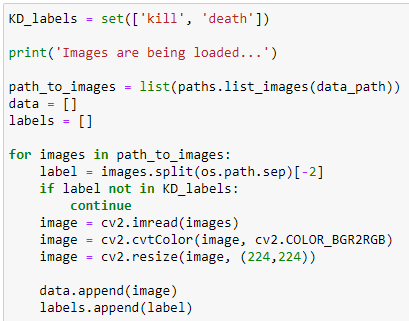 KD_labels = set(['kill', 'death'])
print('Images are being loaded...')
path_to_images = list(paths.list_images(data_path))
data = []
labels = []
for images in path_to_images:
    label = images.split(os.path.sep)[-2]
    if label not in KD_labels:
        continue
    image = cv2.imread(images)
    image = cv2.cvtColor(image, cv2.COLOR_BGR2RGB)
    image = cv2.resize(image, (224,224))
    data.append(image)
    labels.append(label)